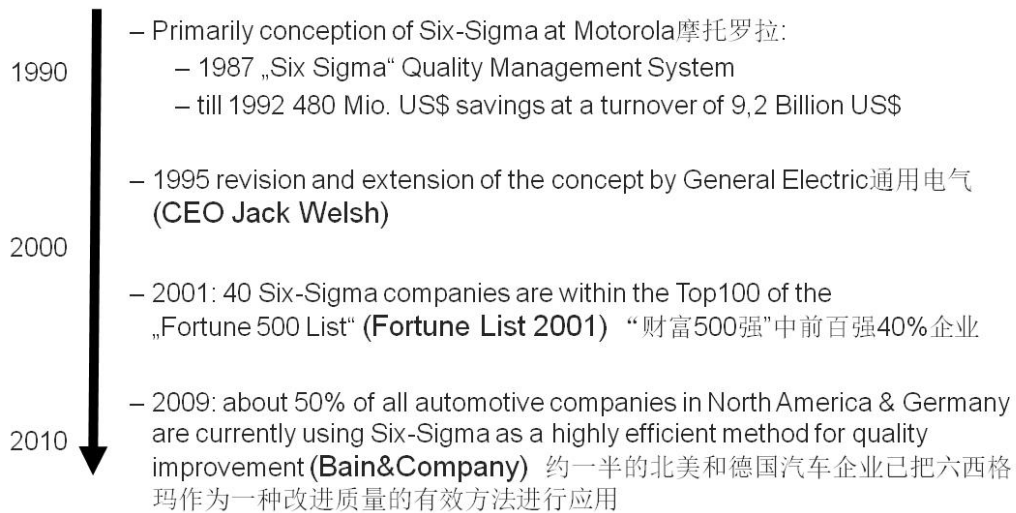 – Primarily conception of Six-Sigma at Motorola摩托罗拉:
1990
– 1987 „Six Sigma“ Quality Management System
– till 1992 480 Mio. US$ savings at a turnover of 9,2 Billion US$
– 1995 revision and extension of the concept by General Electric通用电气
(CEO Jack Welsh)
2000
– 2001: 40 Six-Sigma companies are within the Top100 of the
„Fortune 500 List“ (Fortune List 2001) “财富500强”中前百强40%企业
– 2009: about 50% of all automotive companies in North America & Germany
2010
are currently using Six-Sigma as a highly efficient method for quality
improvement (Bain&Company) 约一半的北美和德国汽车企业已把六西格
玛作为一种改进质量的有效方法进行应用